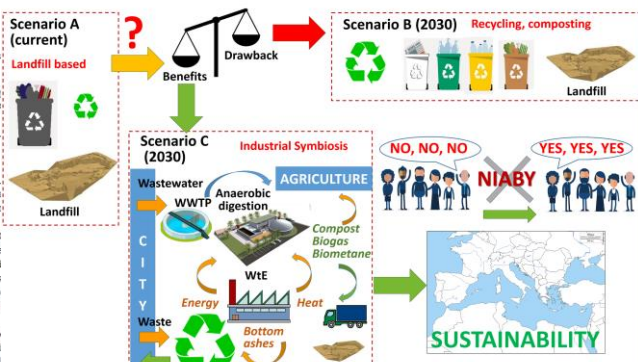 Scenario A
(current)
Landfill based
Landfill
?
Benefits
Drawback
Scenario B (2030)
Recycling, composting
Landfill
Scenario C
(2030)
Industrial Symbiosis
Wastewater
WWTP
Anaerobic
digestion
AGRICULTURE
Compost
Biogas
Biometane
CITY
WtE
Energy
Heat
Waste
Bottom
ashes
NO, NO, NO
NIABY
YES, YES, YES
SUSTAINABILITY